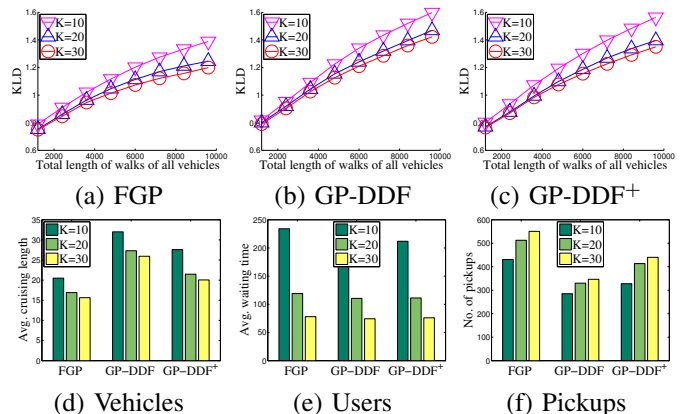 1.6
1.4
1.2
1
0.8
0.6
KLD
K=10
K=20
K=30
2000 4000 6000 8000 10000
Total length of walks of all vehicles
(a) FGP
1.6
1.4
1.2
1
0.8
0.6
KLD
K=10
K=20
K=30
2000 4000 6000 8000 10000
Total length of walks of all vehicles
(b) GP-DDF
1.6
1.4
1.2
1
0.8
0.6
KLD
K=10
K=20
K=30
2000 4000 6000 8000 10000
Total length of walks of all vehicles
(c) GP-DDF+
35
30
25
20
15
10
5
0
Avg. cruising length
K=10
K=20
K=30
FGP GP-DDF GP-DDF+
(d) Vehicles
250
200
150
100
50
0
Avg. waiting time
K=10
K=20
K=30
FGP GP-DDF GP-DDF+
(e) Users
600
500
400
300
200
100
0
No. of pickups
K=10
K=20
K=30
FGP GP-DDF GP-DDF+
(f) Pickups